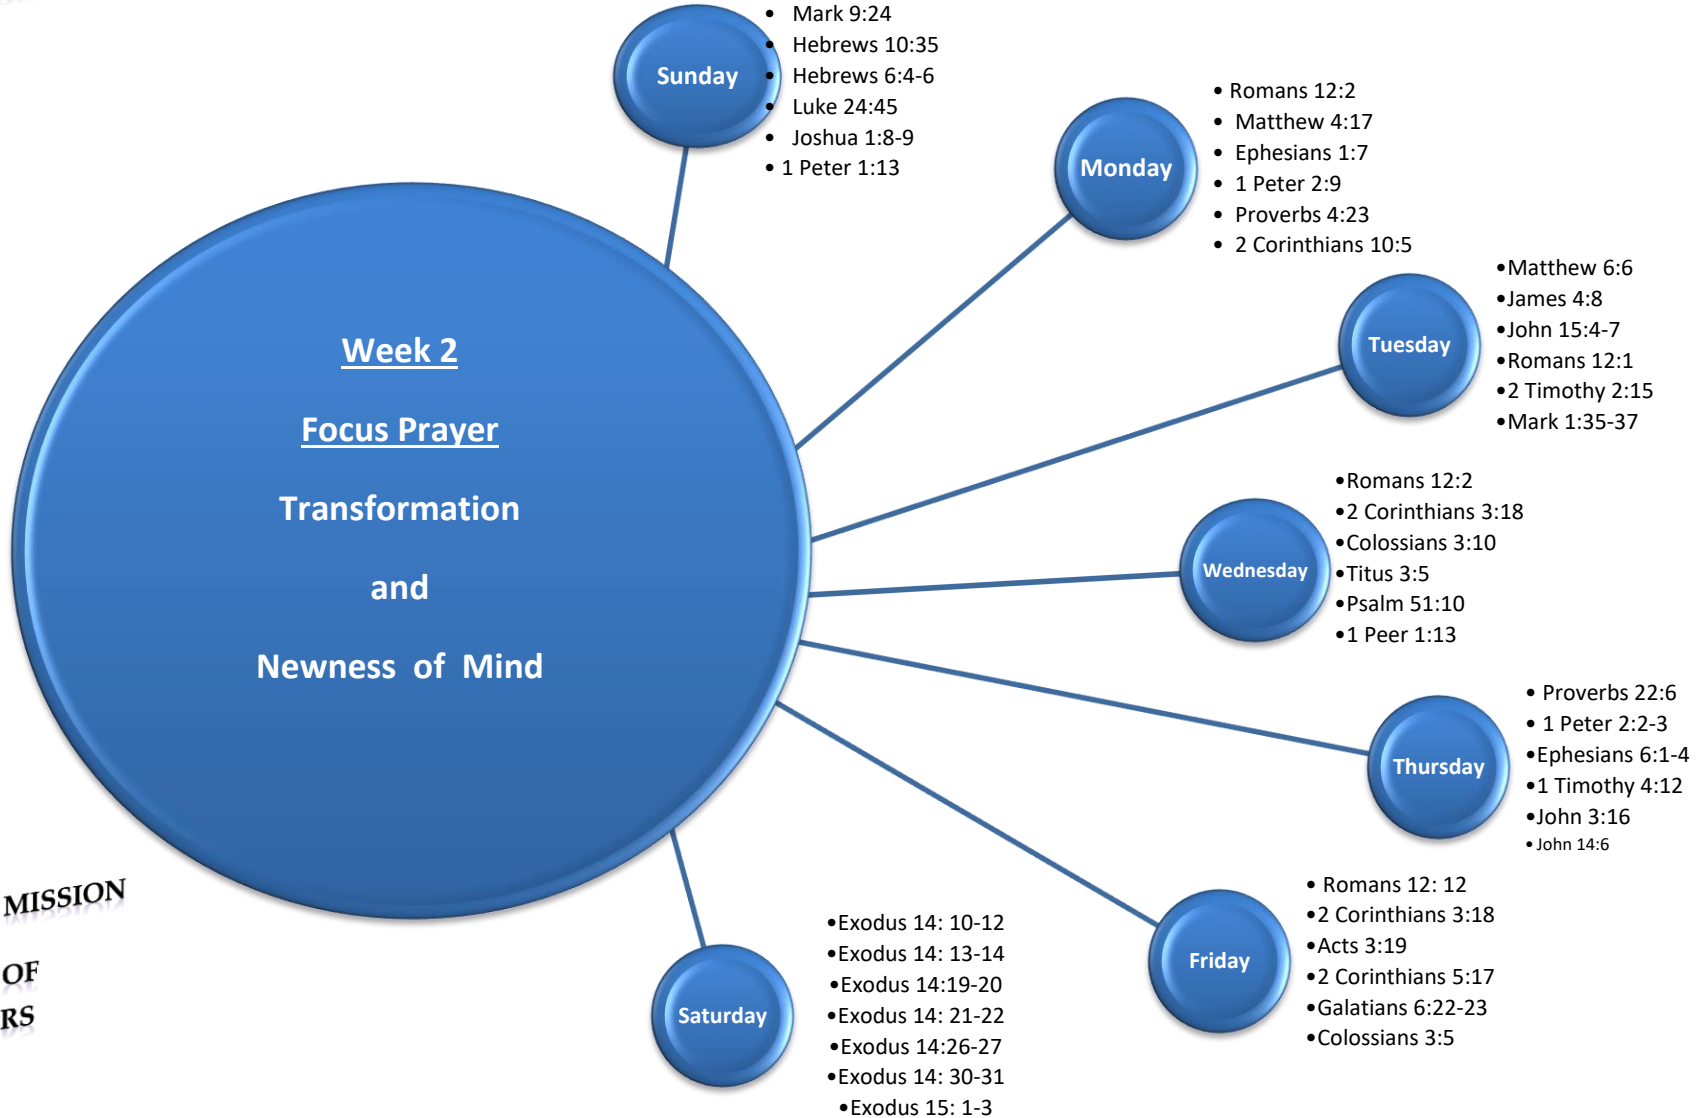 Week 2
Focus Prayer
Transformation
and
Newness of Mind
Sunday
• Mark 9:24
• Hebrews 10:35
• Hebrews 6:4-6
• Luke 24:45
• Joshua 1:8-9
• 1 Peter 1:13
Monday
• Romans 12:2
• Matthew 4:17
• Ephesians 1:7
• 1 Peter 2:9
• Proverbs 4:23
• 2 Corinthians 10:5
Tuesday
•Matthew 6:6
•James 4:8
•John 15:4-7
•Romans 12:1
•2 Timothy 2:15
•Mark 1:35-37
Wednesday
•Romans 12:2
•2 Corinthians 3:18
•Colossians 3:10
•Titus 3:5
•Psalm 51:10
•1 Peer 1:13
Thursday
• Proverbs 22:6
• 1 Peter 2:2-3
•Ephesians 6:1-4
•1 Timothy 4:12
•John 3:16
• John 14:6
Friday
• Romans 12: 12
•2 Corinthians 3:18
•Acts 3:19
•2 Corinthians 5:17
•Galatians 6:22-23
•Colossians 3:5
Saturday
•Exodus 14: 10-12
•Exodus 14: 13-14
•Exodus 14:19-20
•Exodus 14: 21-22
•Exodus 14:26-27
•Exodus 14: 30-31
•Exodus 15: 1-3
MISSION
OF
RS